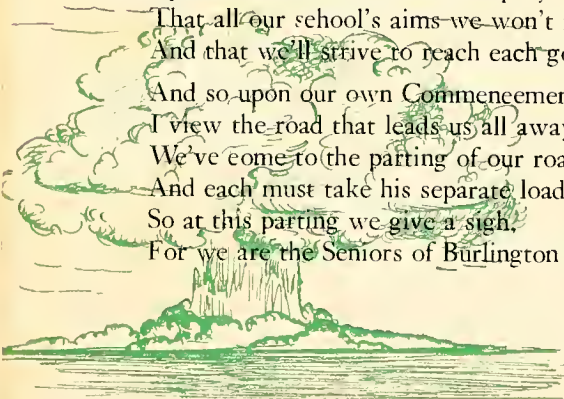 That all our school's aims we won't
And that we'll strive to reach each go
And so upon our own Commencemen
I view the road that leads us all away
We've come to the parting of our roa
And each must take his separate load
So at this parting we give a sigh,
For we are the Seniors of Burlington